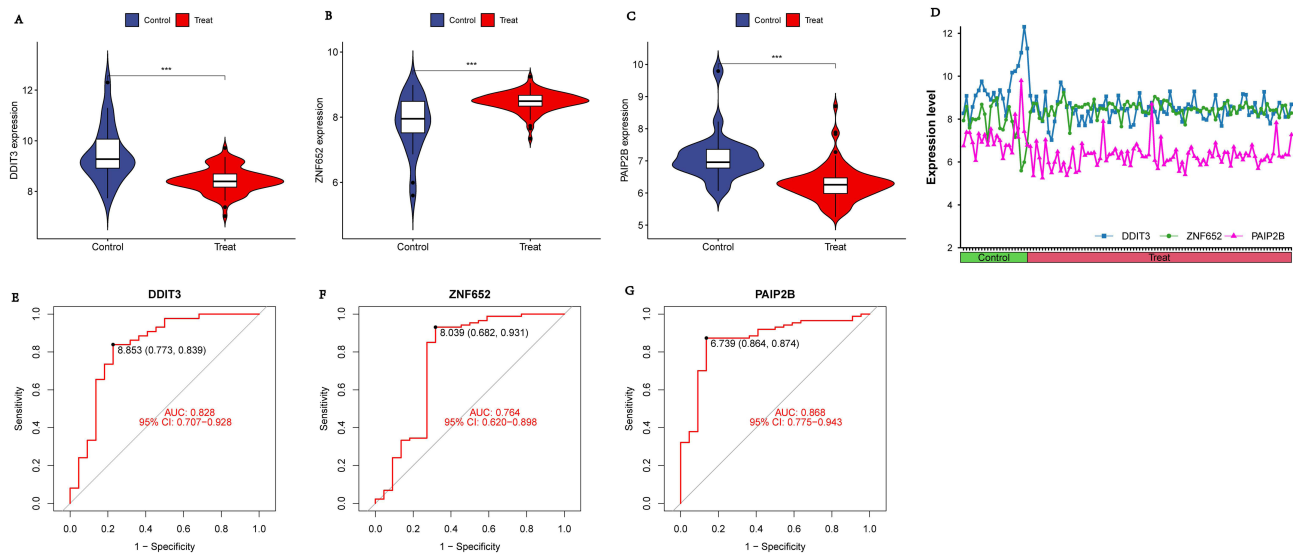 A
Control Treat
DDIT3 expression
12
10
8
***
Control Treat
B
Control Treat
ZNF652 expression
10
8
6
***
Control Treat
C
Control Treat
PAIP2B expression
10
9
8
7
6
5
***
Control Treat
D
Expression level
12
10
8
6
4
2
DDIT3 ZNF652 PAIP2B
Control Treat
E
DDIT3
Sensitivity
1.0
0.8
0.6
0.4
0.2
0.0
8.853 (0.773, 0.839)
AUC: 0.828
95% CI: 0.707−0.928
0.0 0.2 0.4 0.6 0.8 1.0
1 − Specificity
F
ZNF652
Sensitivity
1.0
0.8
0.6
0.4
0.2
0.0
8.039 (0.682, 0.931)
AUC: 0.764
95% CI: 0.620−0.898
0.0 0.2 0.4 0.6 0.8 1.0
1 − Specificity
G
PAIP2B
Sensitivity
1.0
0.8
0.6
0.4
0.2
0.0
6.739 (0.864, 0.874)
AUC: 0.868
95% CI: 0.775−0.943
0.0 0.2 0.4 0.6 0.8 1.0
1 − Specificity